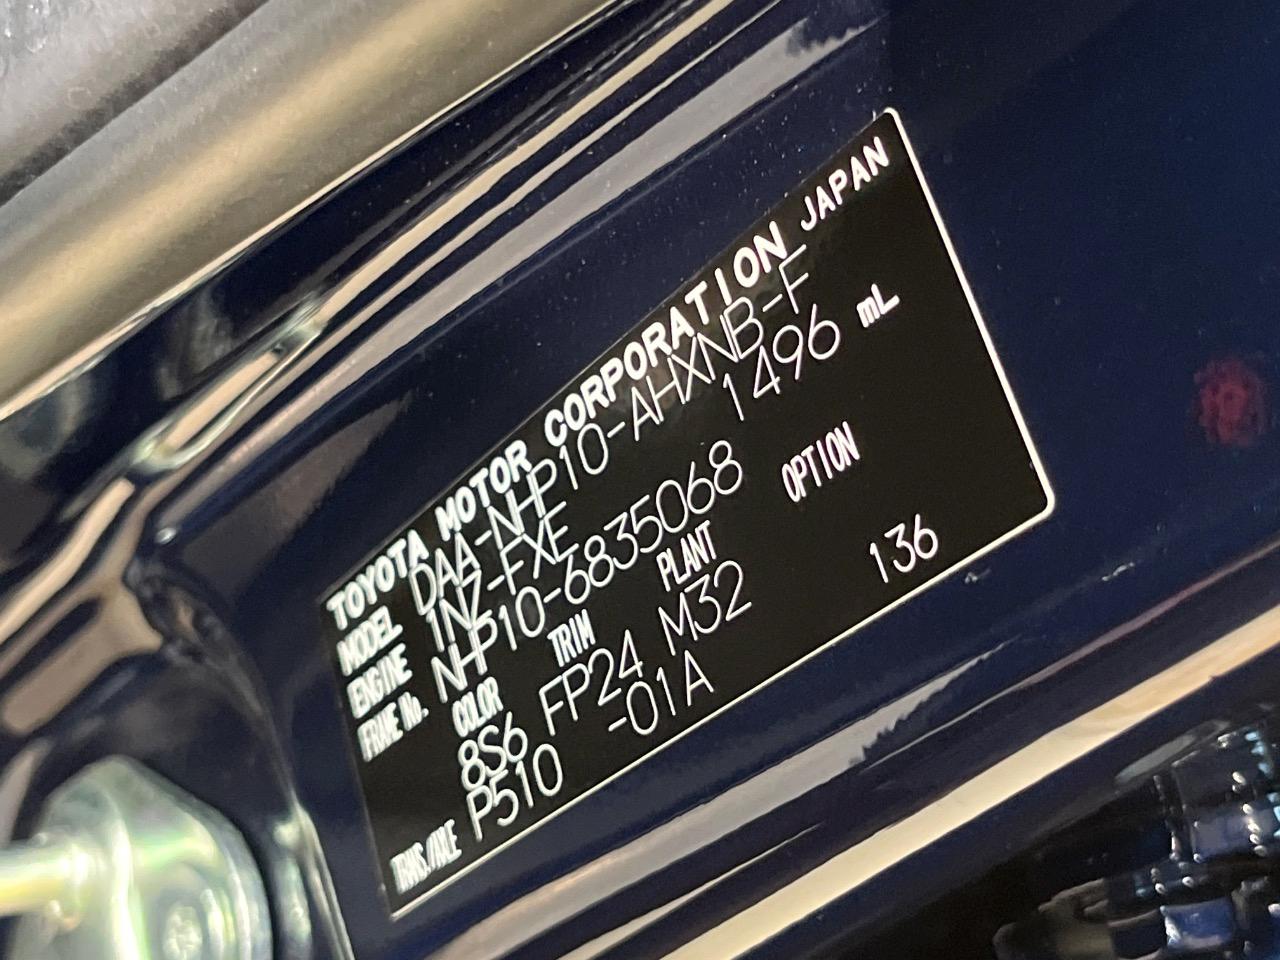 TOYOTA MOTOR CORPORATION JAPAN
MODEL DAA-NHP10-AHXNB-F
ENGINE 1NZ-FXE 1496 mL
FRAME No. NHP10-6835068
COLOR TRIM PLANT OPTION
8S6 FP24 M32
TRANS./AXLE P510 -01A 136